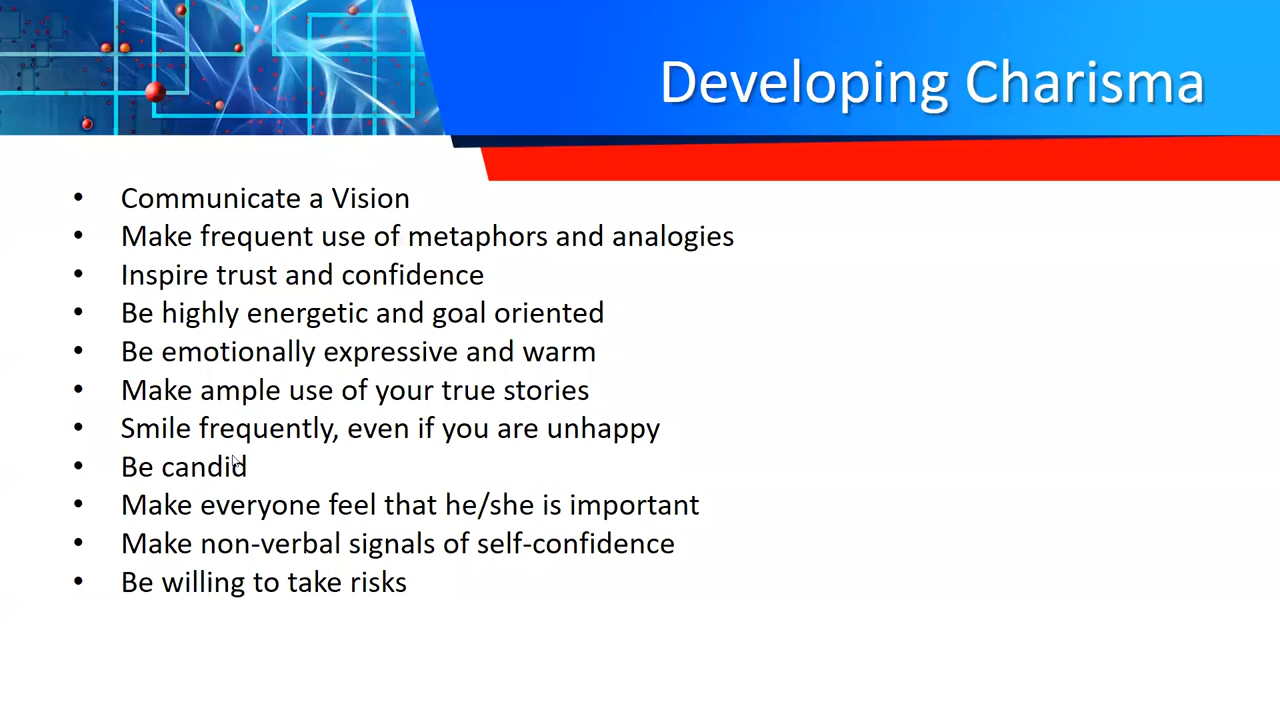 Developing Charisma
• Communicate a Vision
• Make frequent use of metaphors and analogies
• Inspire trust and confidence
• Be highly energetic and goal oriented
• Be emotionally expressive and warm
• Make ample use of your true stories
• Smile frequently, even if you are unhappy
• Be candid
• Make everyone feel that he/she is important
• Make non-verbal signals of self-confidence
• Be willing to take risks